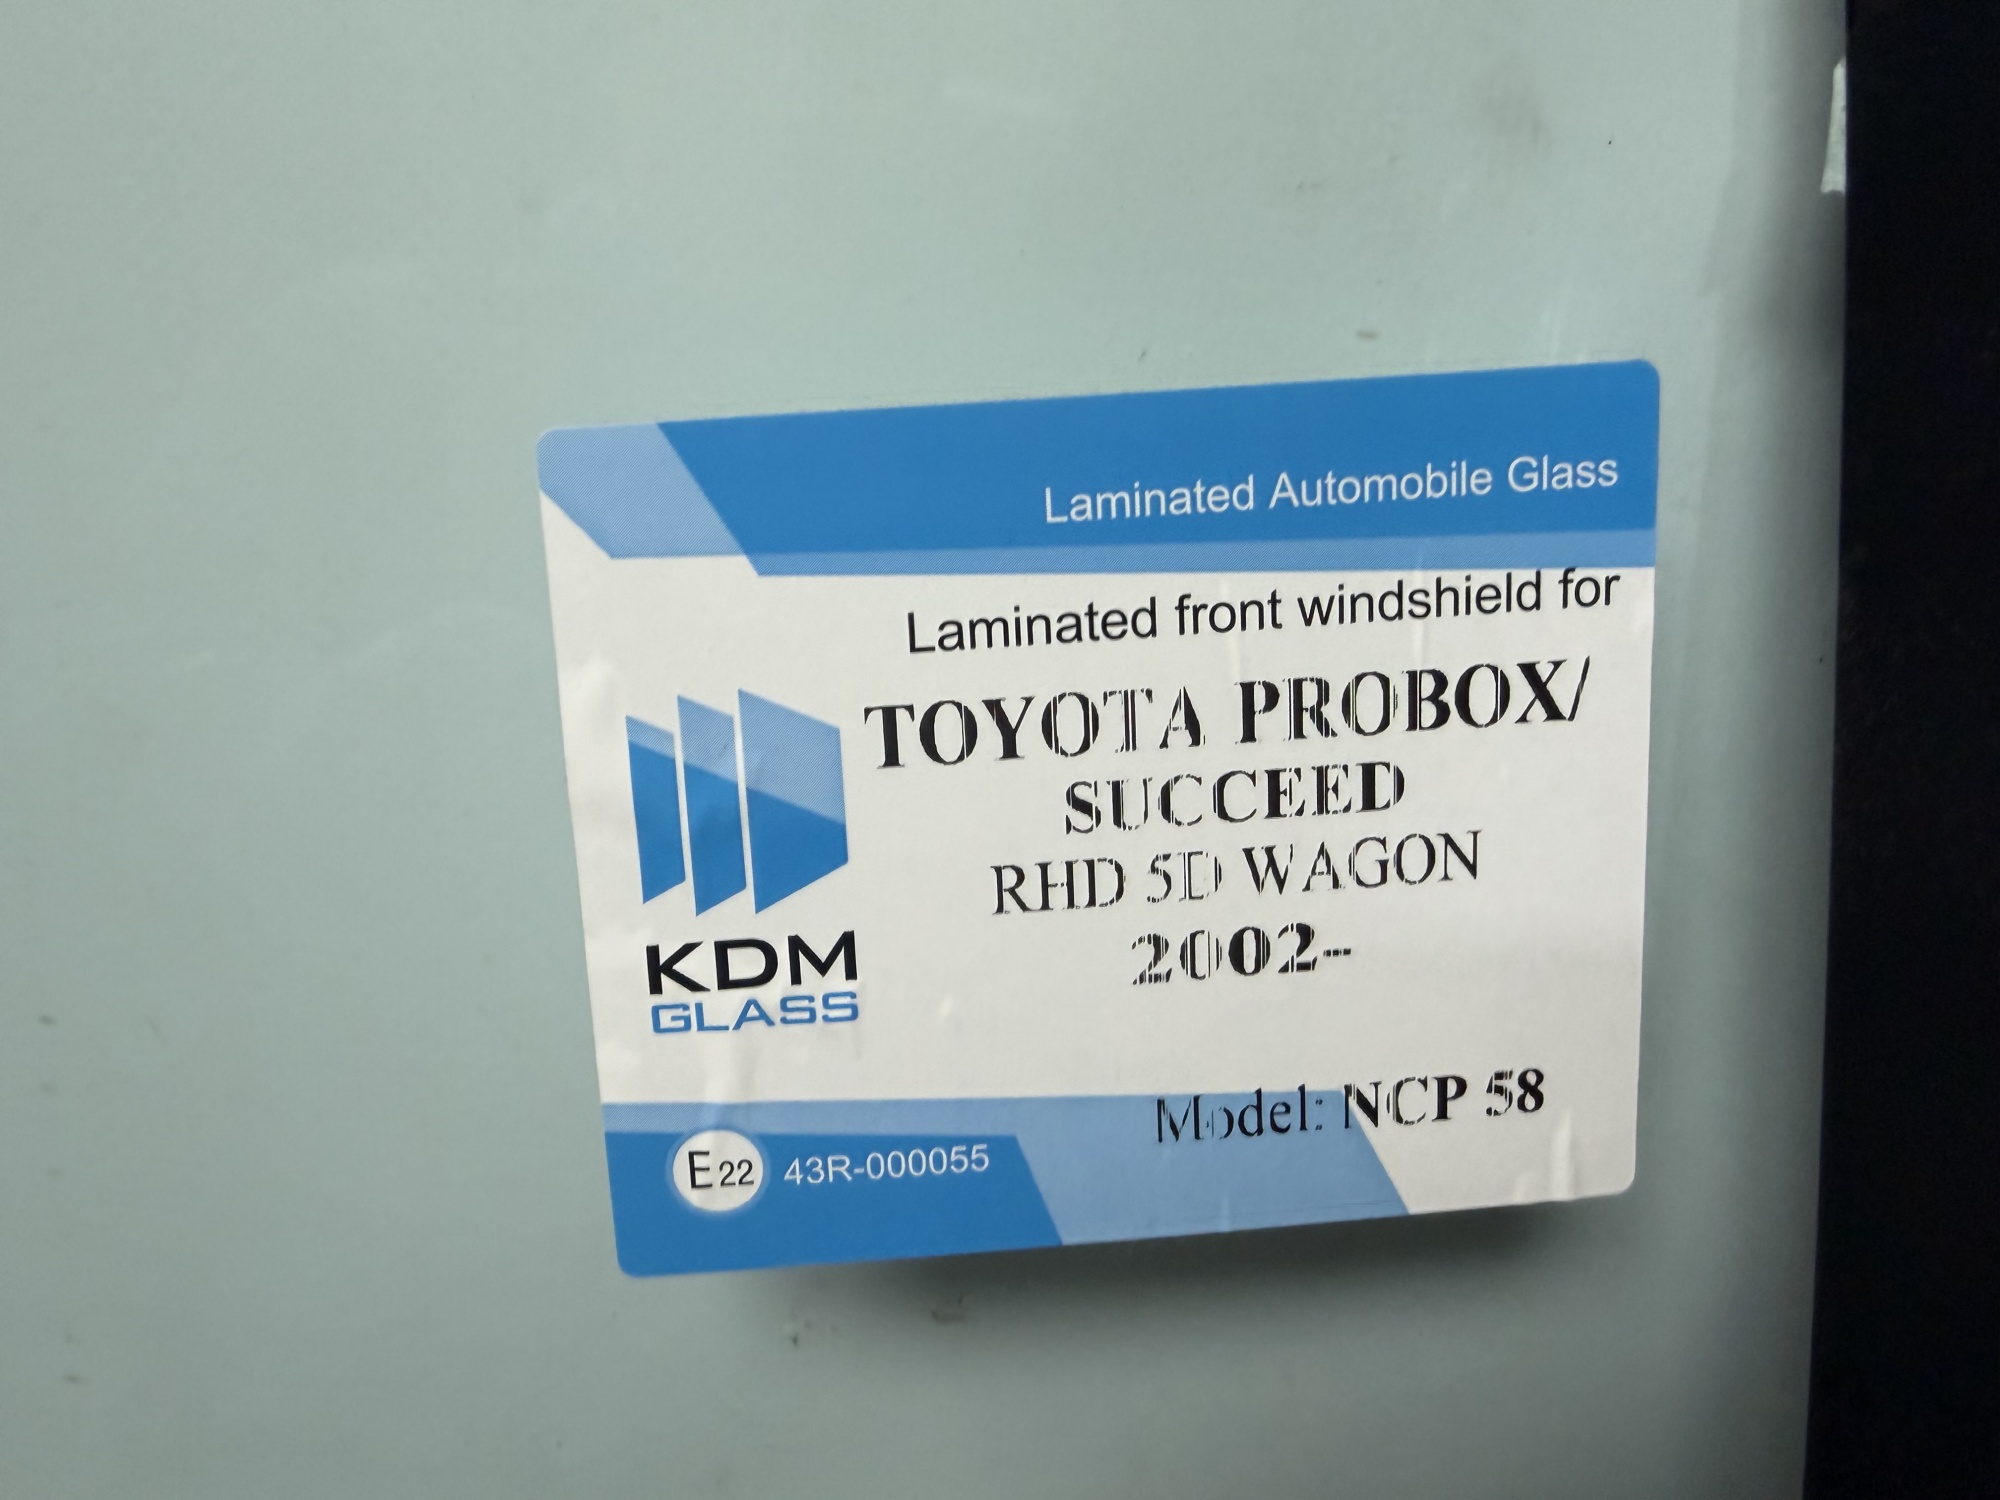 Laminated Automobile Glass
Laminated front windshield for
TOYOTA PROBOX/
SUCCEED
RHD 5D WAGON
2002-
KDM
GLASS
Model: NCP 58
E22 43R-000055